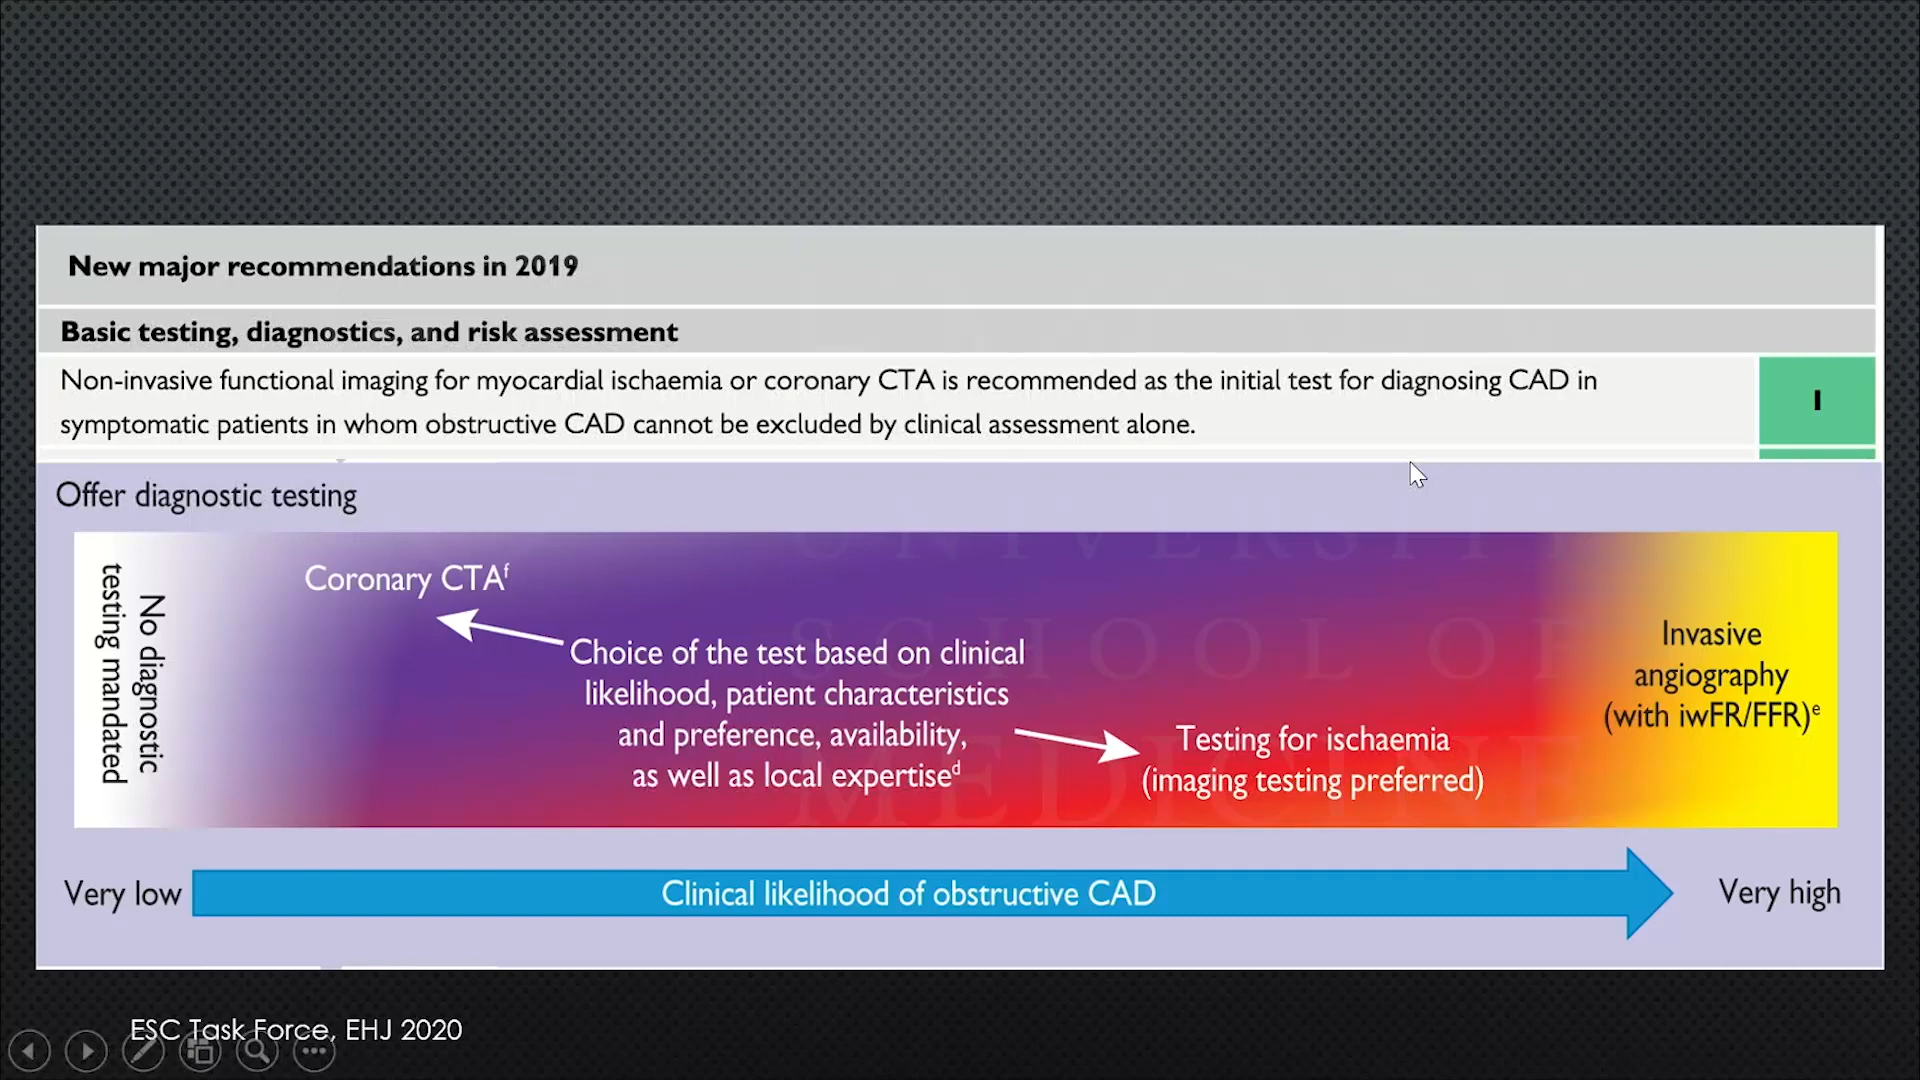 New major recommendations in 2019
Basic testing, diagnostics, and risk assessment
Non-invasive functional imaging for myocardial ischaemia or coronary CTA is recommended as the initial test for diagnosing CAD in
symptomatic patients in whom obstructive CAD cannot be excluded by clinical assessment alone.
I
Offer diagnostic testing
No diagnostic
testing mandated
Coronary CTAᶠ
Choice of the test based on clinical
likelihood, patient characteristics
and preference, availability,
as well as local expertiseᵈ
Testing for ischaemia
(imaging testing preferred)
Invasive
angiography
(with iwFR/FFR)ᵉ
UNIVERSITY
SCHOOL OF
MEDICINE
Very low
Clinical likelihood of obstructive CAD
Very high
ESC Task Force, EHJ 2020